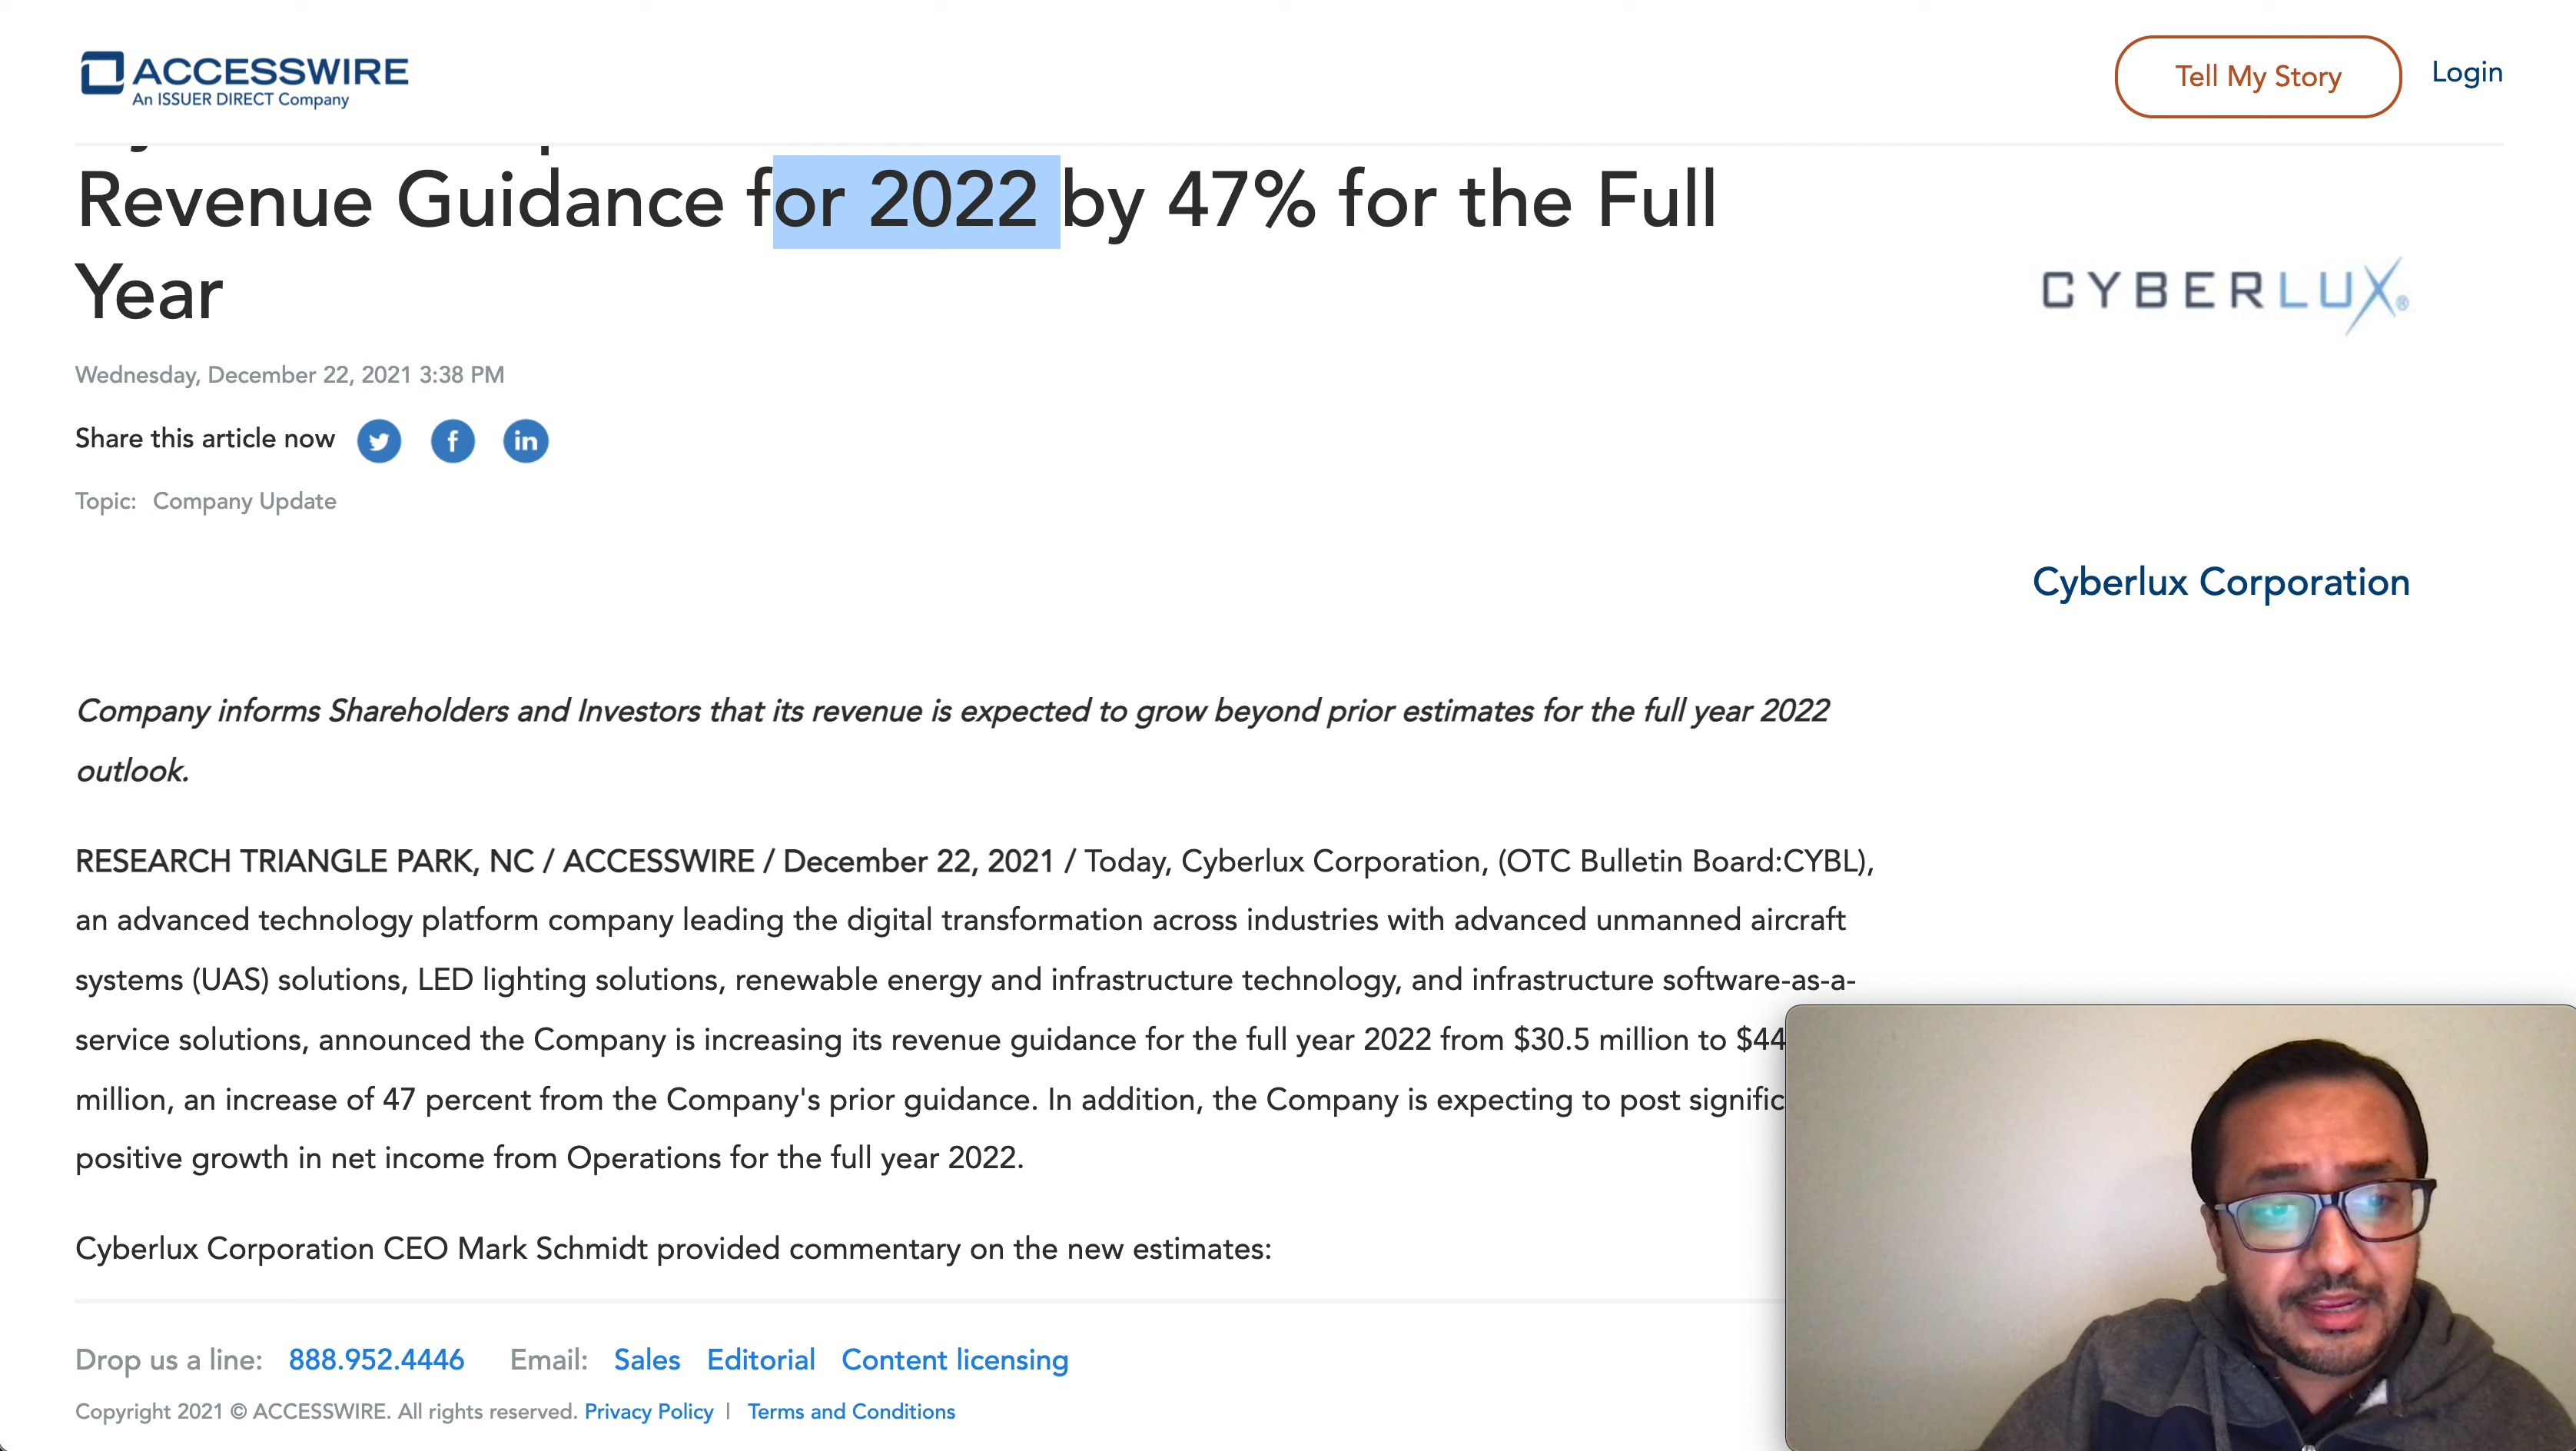 ACCESSWIRE
An ISSUER DIRECT Company
Tell My Story
Login
Revenue Guidance for 2022 by 47% for the Full
Year
CYBERLUX®
Wednesday, December 22, 2021 3:38 PM
Share this article now
Topic: Company Update
Cyberlux Corporation
Company informs Shareholders and Investors that its revenue is expected to grow beyond prior estimates for the full year 2022
outlook.
RESEARCH TRIANGLE PARK, NC / ACCESSWIRE / December 22, 2021 / Today, Cyberlux Corporation, (OTC Bulletin Board:CYBL),
an advanced technology platform company leading the digital transformation across industries with advanced unmanned aircraft
systems (UAS) solutions, LED lighting solutions, renewable energy and infrastructure technology, and infrastructure software-as-a-
service solutions, announced the Company is increasing its revenue guidance for the full year 2022 from $30.5 million to $44
million, an increase of 47 percent from the Company's prior guidance. In addition, the Company is expecting to post signific
positive growth in net income from Operations for the full year 2022.
Cyberlux Corporation CEO Mark Schmidt provided commentary on the new estimates:
Drop us a line: 888.952.4446 Email: Sales Editorial Content licensing
Copyright 2021 © ACCESSWIRE. All rights reserved. Privacy Policy | Terms and Conditions